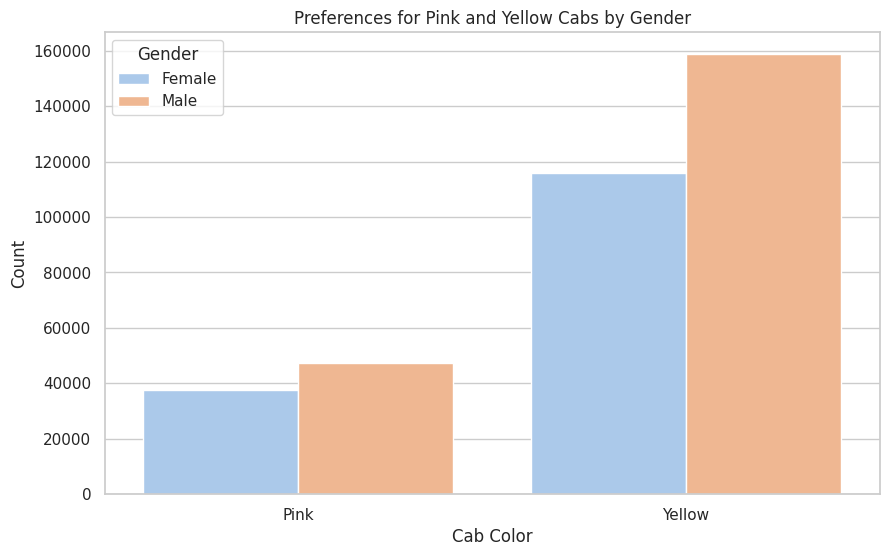 Preferences for Pink and Yellow Cabs by Gender
Gender
Female
Male
160000
140000
120000
100000
80000
60000
40000
20000
0
Count
Pink
Yellow
Cab Color